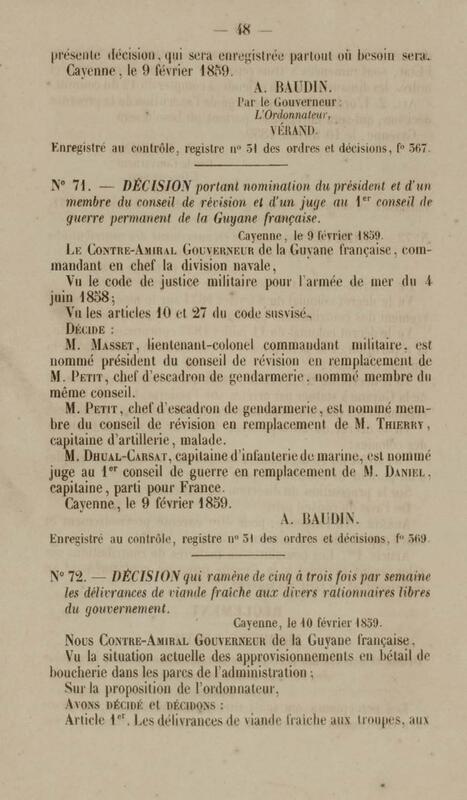 — 48 —
présente décision, qui sera enregistrée partout où besoin sera.
Cayenne, le 9 février 1859.
A. BAUDIN.
Par le Gouverneur:
L'Ordonnateur,
VÉRAND.
Enregistré au contrôle, registre n° 51 des ordres et décisions, f° 367.
N° 71. — DÉCISION portant nomination du président et d'un
membre du conseil de révision et d'un juge au 1er conseil de
guerre permanent de la Guyane française.
Cayenne, le 9 février 1859.
LE CONTRE-AMIRAL GOUVERNEUR de la Guyane française, com-
mandant en chef la division navale,
Vu le code de justice militaire pour l'armée de mer du 4
juin 1858;
Vu les articles 10 et 27 du code susvisé,
DÉCIDE :
M. MASSET, lieutenant-colonel commandant militaire, est
nommé président du conseil de révision en remplacement de
M. PETIT, chef d'escadron de gendarmerie, nommé membre du
même conseil.
M. PETIT, chef d'escadron de gendarmerie, est nommé mem-
bre du conseil de révision en remplacement de M. THIERRY,
capitaine d'artillerie, malade.
M. DHUAL-CARSAT, capitaine d'infanterie de marine, est nommé
juge au 1er conseil de guerre en remplacement de M. DANIEL,
capitaine, parti pour France.
Cayenne, le 9 février 1859.
A. BAUDIN.
Enregistré au contrôle, registre n° 51 des ordres et décisions, f° 369.
N° 72. — DÉCISION qui ramène de cinq à trois fois par semaine
les délivrances de viande fraîche aux divers rationnaires libres
du gouvernement.
Cayenne, le 10 février 1859.
NOUS CONTRE-AMIRAL GOUVERNEUR de la Guyane française,
Vu la situation actuelle des approvisionnements en bétail de
boucherie dans les parcs de l'administration ;
Sur la proposition de l'ordonnateur,
AVONS DÉCIDÉ et DÉCIDONS :
Article 1er. Les délivrances de viande fraîche aux troupes, aux